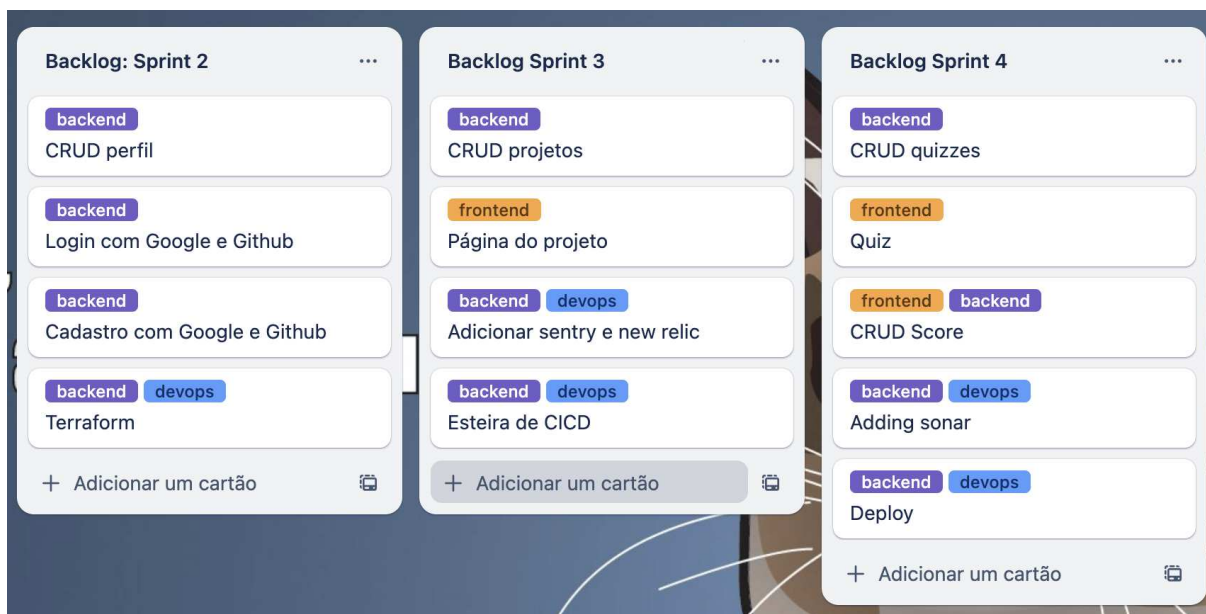 Backlog: Sprint 2
backend
CRUD perfil
backend
Login com Google e Github
backend
Cadastro com Google e Github
backend devops
Terraform
+ Adicionar um cartão
Backlog Sprint 3
backend
CRUD projetos
frontend
Página do projeto
backend devops
Adicionar sentry e new relic
backend devops
Esteira de CICD
+ Adicionar um cartão
Backlog Sprint 4
backend
CRUD quizzes
frontend
Quiz
frontend backend
CRUD Score
backend devops
Adding sonar
backend devops
Deploy
+ Adicionar um cartão